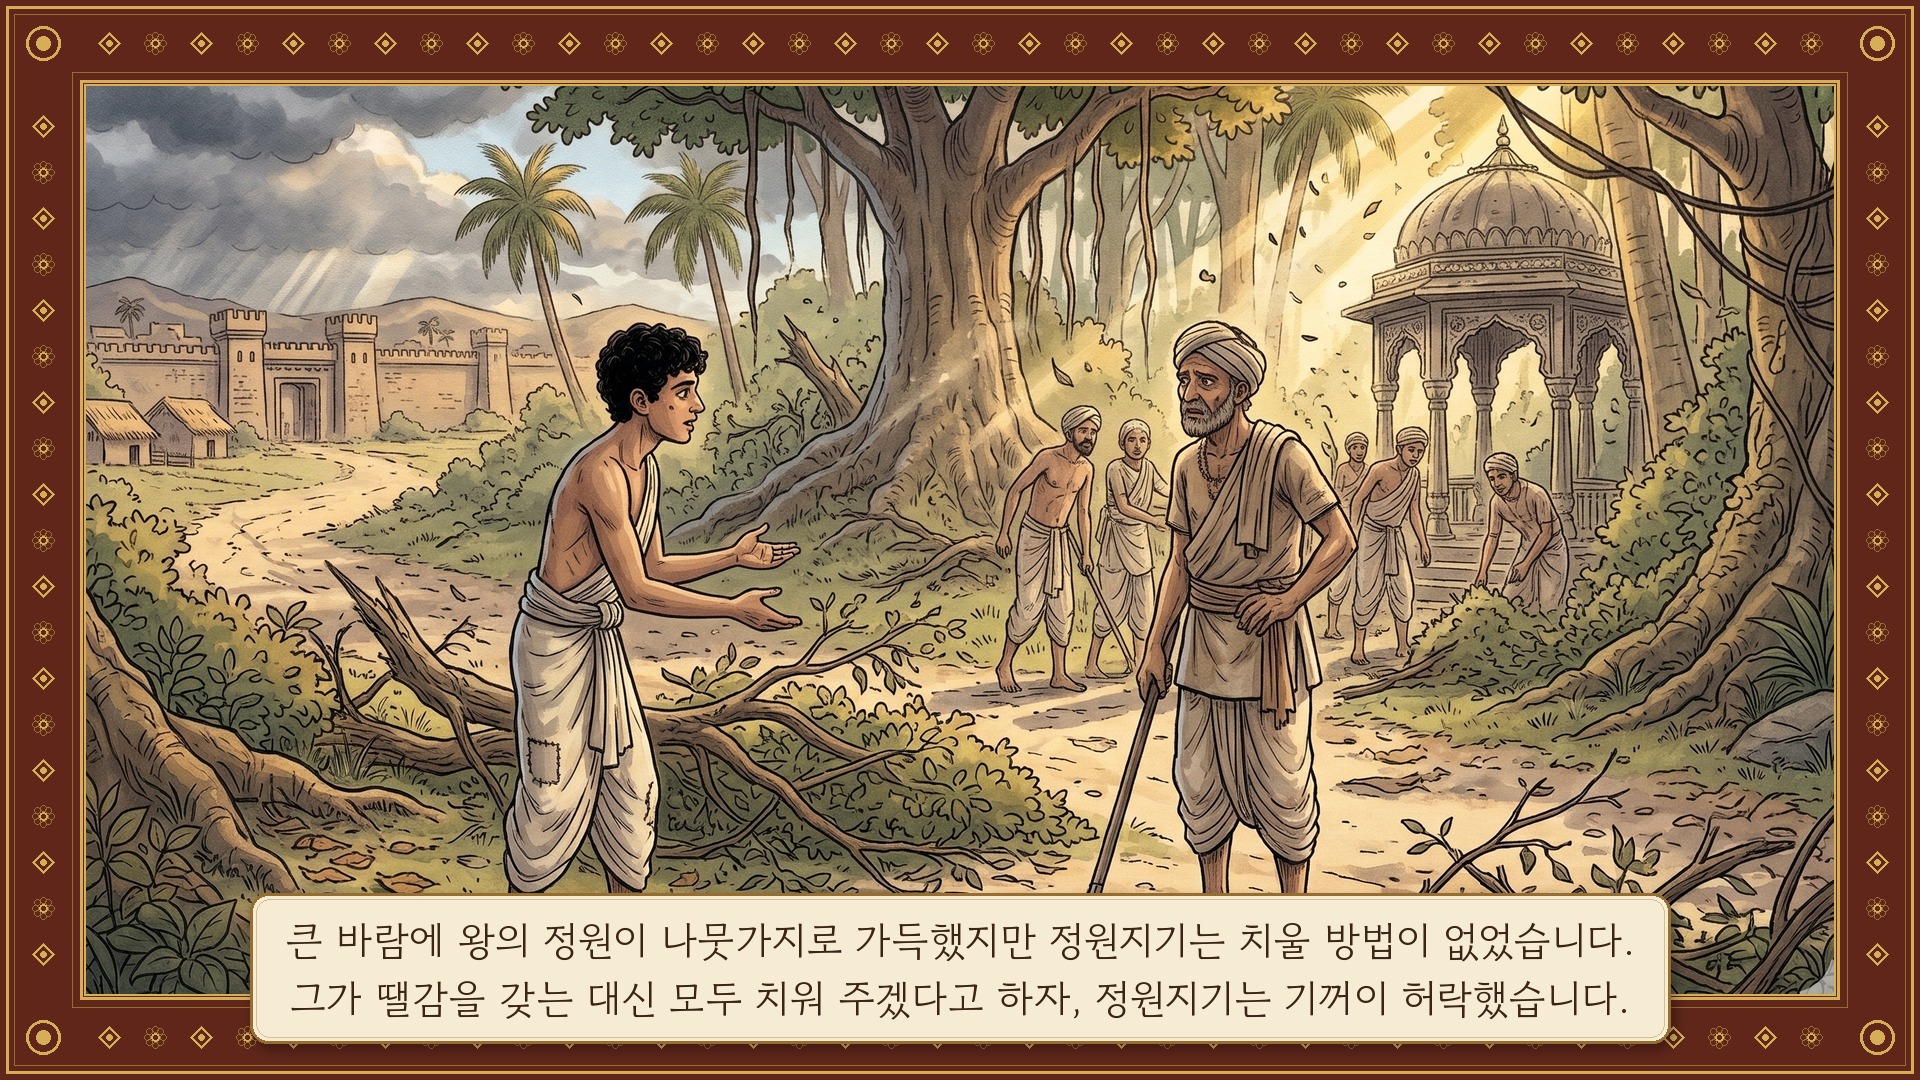 큰 바람에 왕의 정원이 나뭇가지로 가득했지만 정원지기는 치울 방법이 없었습니다.
그가 땔감을 갖는 대신 모두 치워 주겠다고 하자, 정원지기는 기꺼이 허락했습니다.